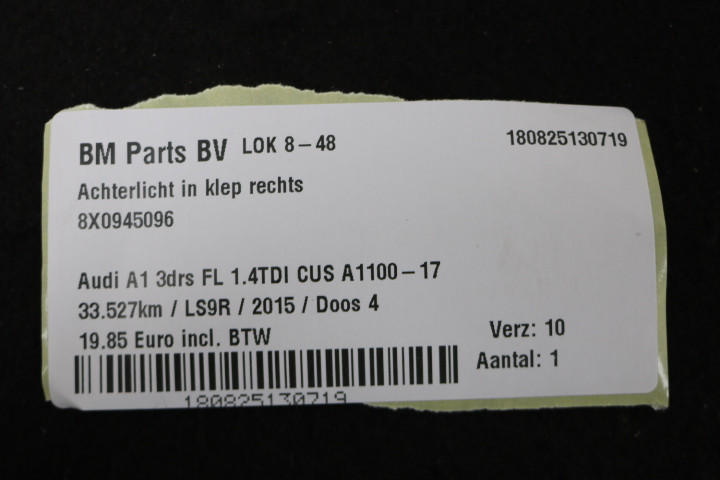 BM Parts BV LOK 8-48 180825130719
Achterlicht in klep rechts
8X0945096
Audi A1 3drs FL 1.4TDI CUS A1100-17
33.527km / LS9R / 2015 / Doos 4
19.85 Euro incl. BTW
Verz: 10
Aantal: 1
180825130719